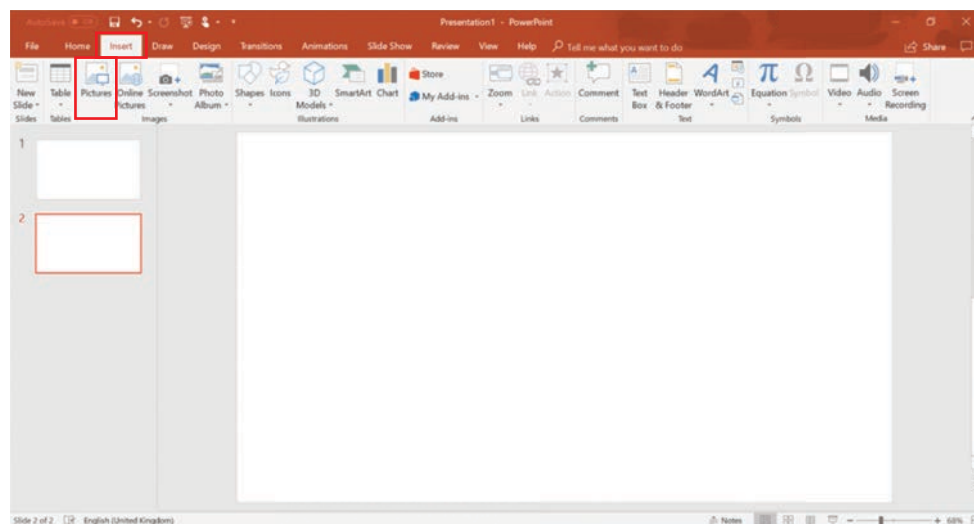 AutoSave Presentation1 - PowerPoint
File Home Insert Draw Design Transitions Animations Slide Show Review View Help Tell me what you want to do Share
New Slide Table Pictures Online Pictures Screenshot Photo Album Shapes Icons 3D Models SmartArt Chart Store My Add-ins Zoom Link Action Comment Text Box Header & Footer WordArt Equation Symbol Video Audio Screen Recording
Slides Tables Images Illustrations Add-ins Links Comments Text Symbols Media
1
2
Slide 2 of 2 English (United Kingdom) Notes 68%